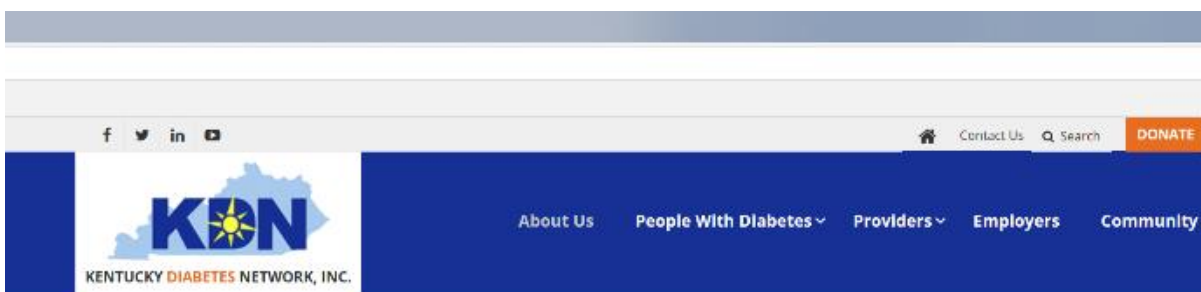 Contact Us Search DONATE
KDN
KENTUCKY DIABETES NETWORK, INC.
About Us People With Diabetes Providers Employers Community